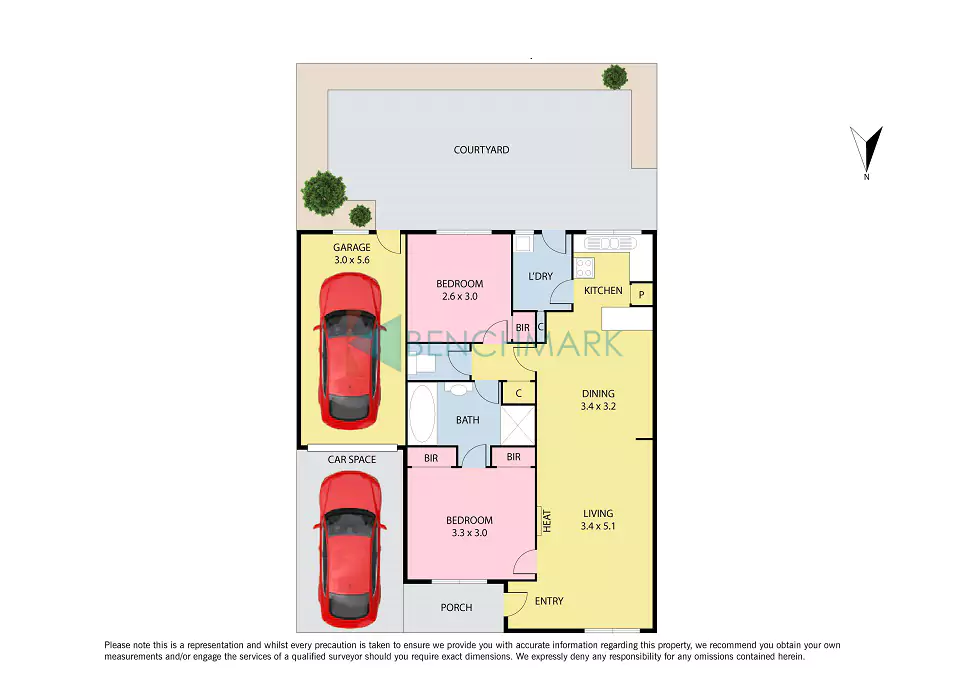 COURTYARD
N
GARAGE
3.0 x 5.6
BEDROOM
2.6 x 3.0
L'DRY
KITCHEN
P
BIR
C
BENCHMARK
C
DINING
3.4 x 3.2
BATH
BIR
BIR
CAR SPACE
BEDROOM
3.3 x 3.0
HEAT
LIVING
3.4 x 5.1
ENTRY
PORCH
Please note this is a representation and whilst every precaution is taken to ensure we provide you with accurate information regarding this property, we recommend you obtain your own
measurements and/or engage the services of a qualified surveyor should you require exact dimensions. We expressly deny any responsibility for any omissions contained herein.